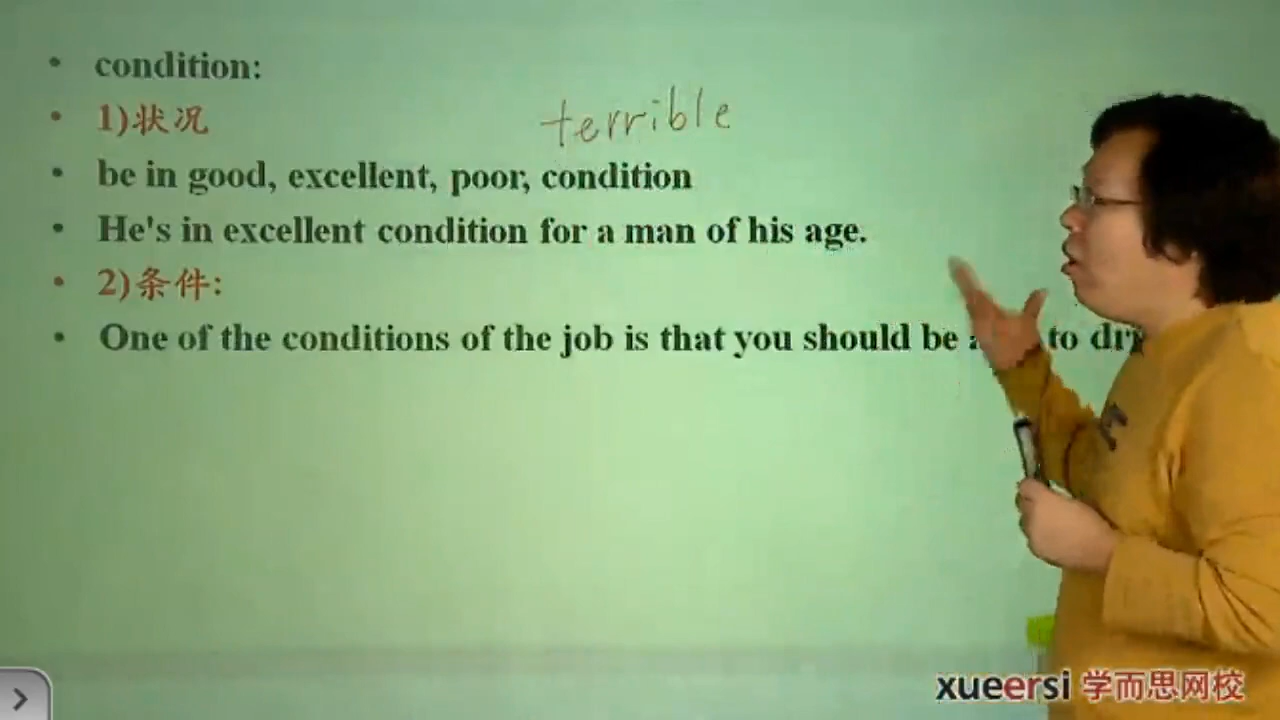 condition:
1)状况
terrible
be in good, excellent, poor, condition
He's in excellent condition for a man of his age.
2)条件:
One of the conditions of the job is that you should be to
xueersi 学而思网校